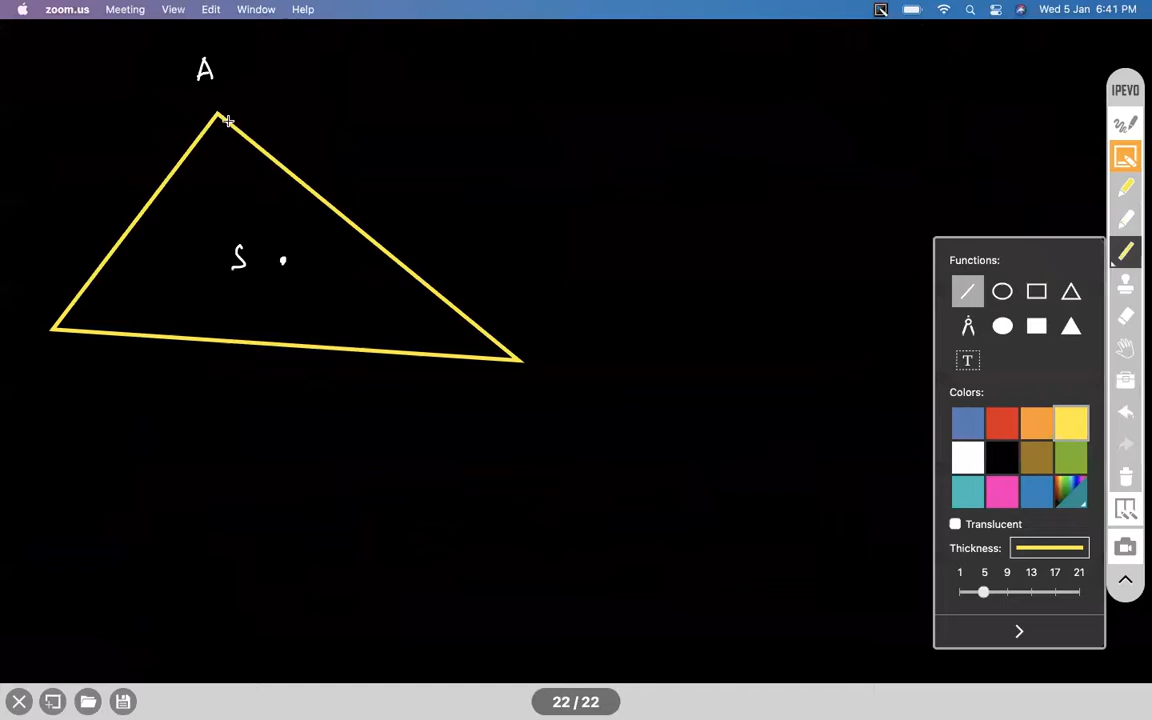 zoom.us Meeting View Edit Window Help Wed 5 Jan 6:41 PM
A
IPEVO
S
Functions:
T
Colors:
Translucent
Thickness:
1 5 9 13 17 21
22 / 22